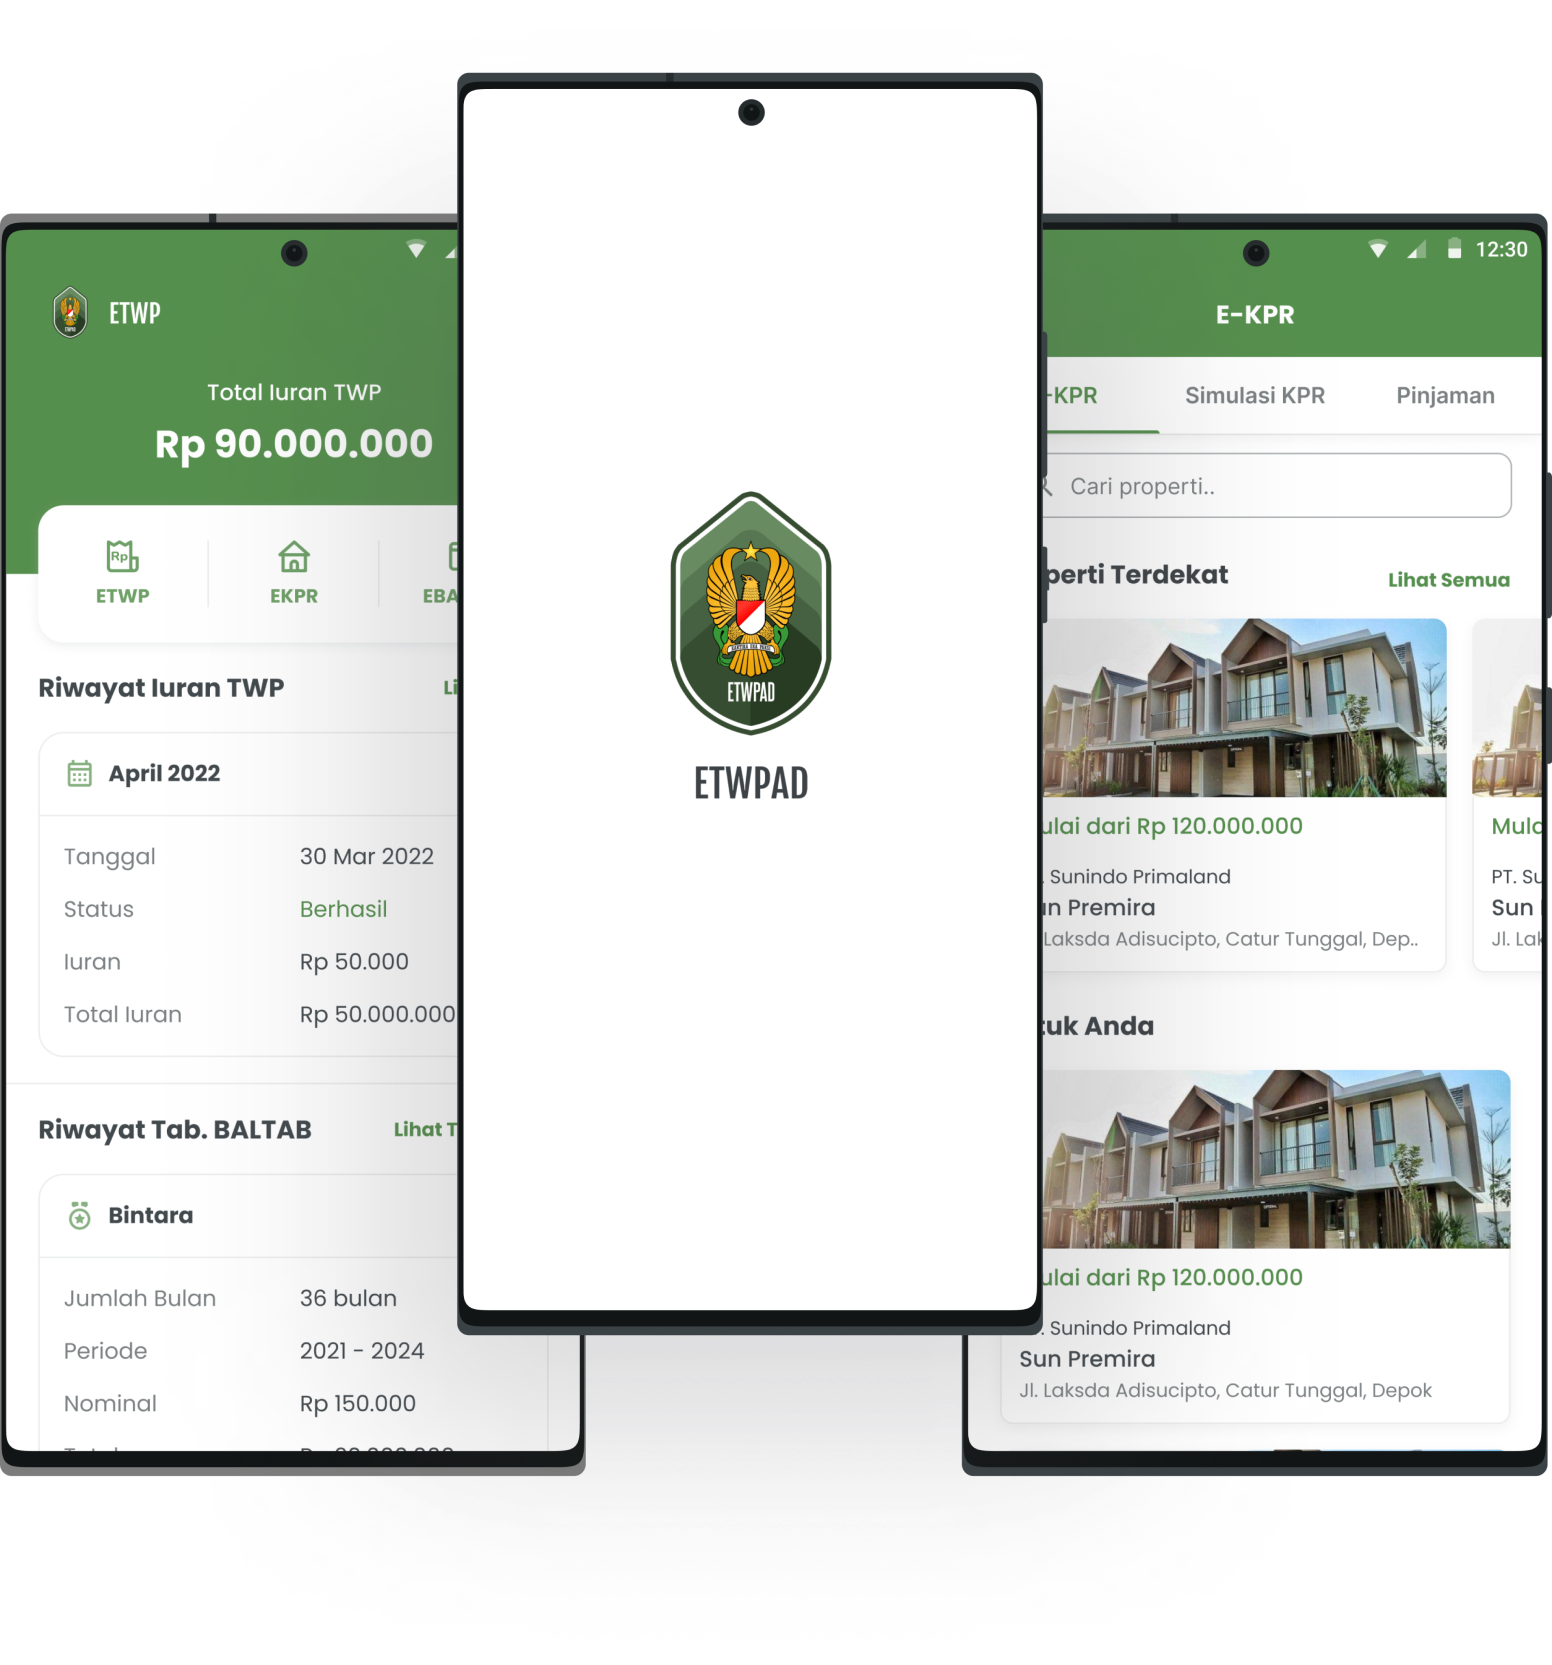 ETWP
Total Iuran TWP
Rp 90.000.000
Rp
ETWP
EKPR
EBA
Riwayat Iuran TWP
Li
April 2022
Tanggal
30 Mar 2022
Status
Berhasil
Iuran
Rp 50.000
Total Iuran
Rp 50.000.000
Riwayat Tab. BALTAB
Lihat T
Bintara
Jumlah Bulan
36 bulan
Periode
2021 - 2024
Nominal
Rp 150.000
KARTIKA EKA PAKSI
ETWPAD
ETWPAD
12:30
E-KPR
-KPR
Simulasi KPR
Pinjaman
Cari properti..
perti Terdekat
Lihat Semua
ulai dari Rp 120.000.000
. Sunindo Primaland
un Premira
Laksda Adisucipto, Catur Tunggal, Dep..
Mula
PT. Su
Sun
Jl. Lak
tuk Anda
ulai dari Rp 120.000.000
. Sunindo Primaland
Sun Premira
Jl. Laksda Adisucipto, Catur Tunggal, Depok